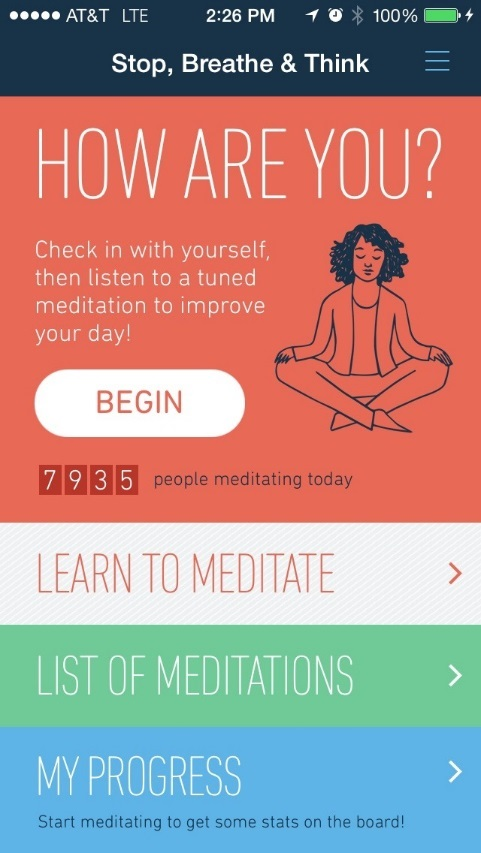 AT&T LTE 2:26 PM 100%
Stop, Breathe & Think
HOW ARE YOU?
Check in with yourself,
then listen to a tuned
meditation to improve
your day!
BEGIN
7935 people meditating today
LEARN TO MEDITATE
LIST OF MEDITATIONS
MY PROGRESS
Start meditating to get some stats on the board!